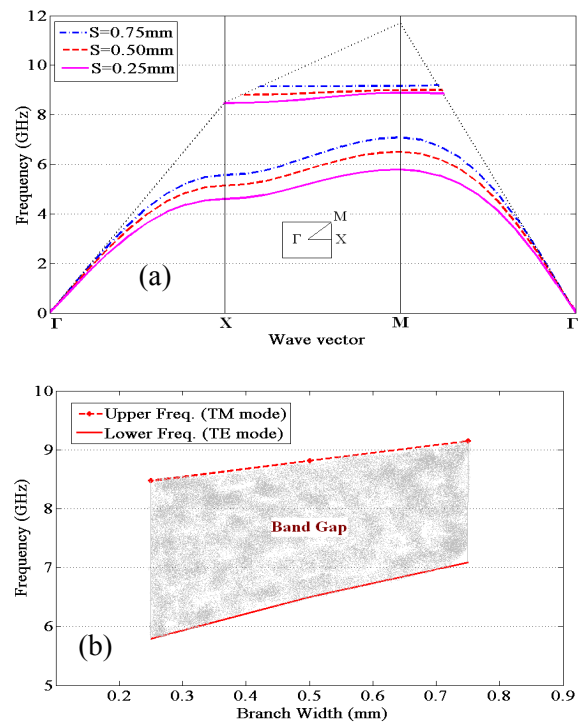 12
10
8
6
4
2
0
Frequency (GHz)
S=0.75mm
S=0.50mm
S=0.25mm
M
Γ
X
(a)
Γ
X
M
Γ
Wave vector
10
9
8
7
6
5
Frequency (GHz)
Upper Freq. (TM mode)
Lower Freq. (TE mode)
Band Gap
(b)
0.2
0.3
0.4
0.5
0.6
0.7
0.8
0.9
Branch Width (mm)